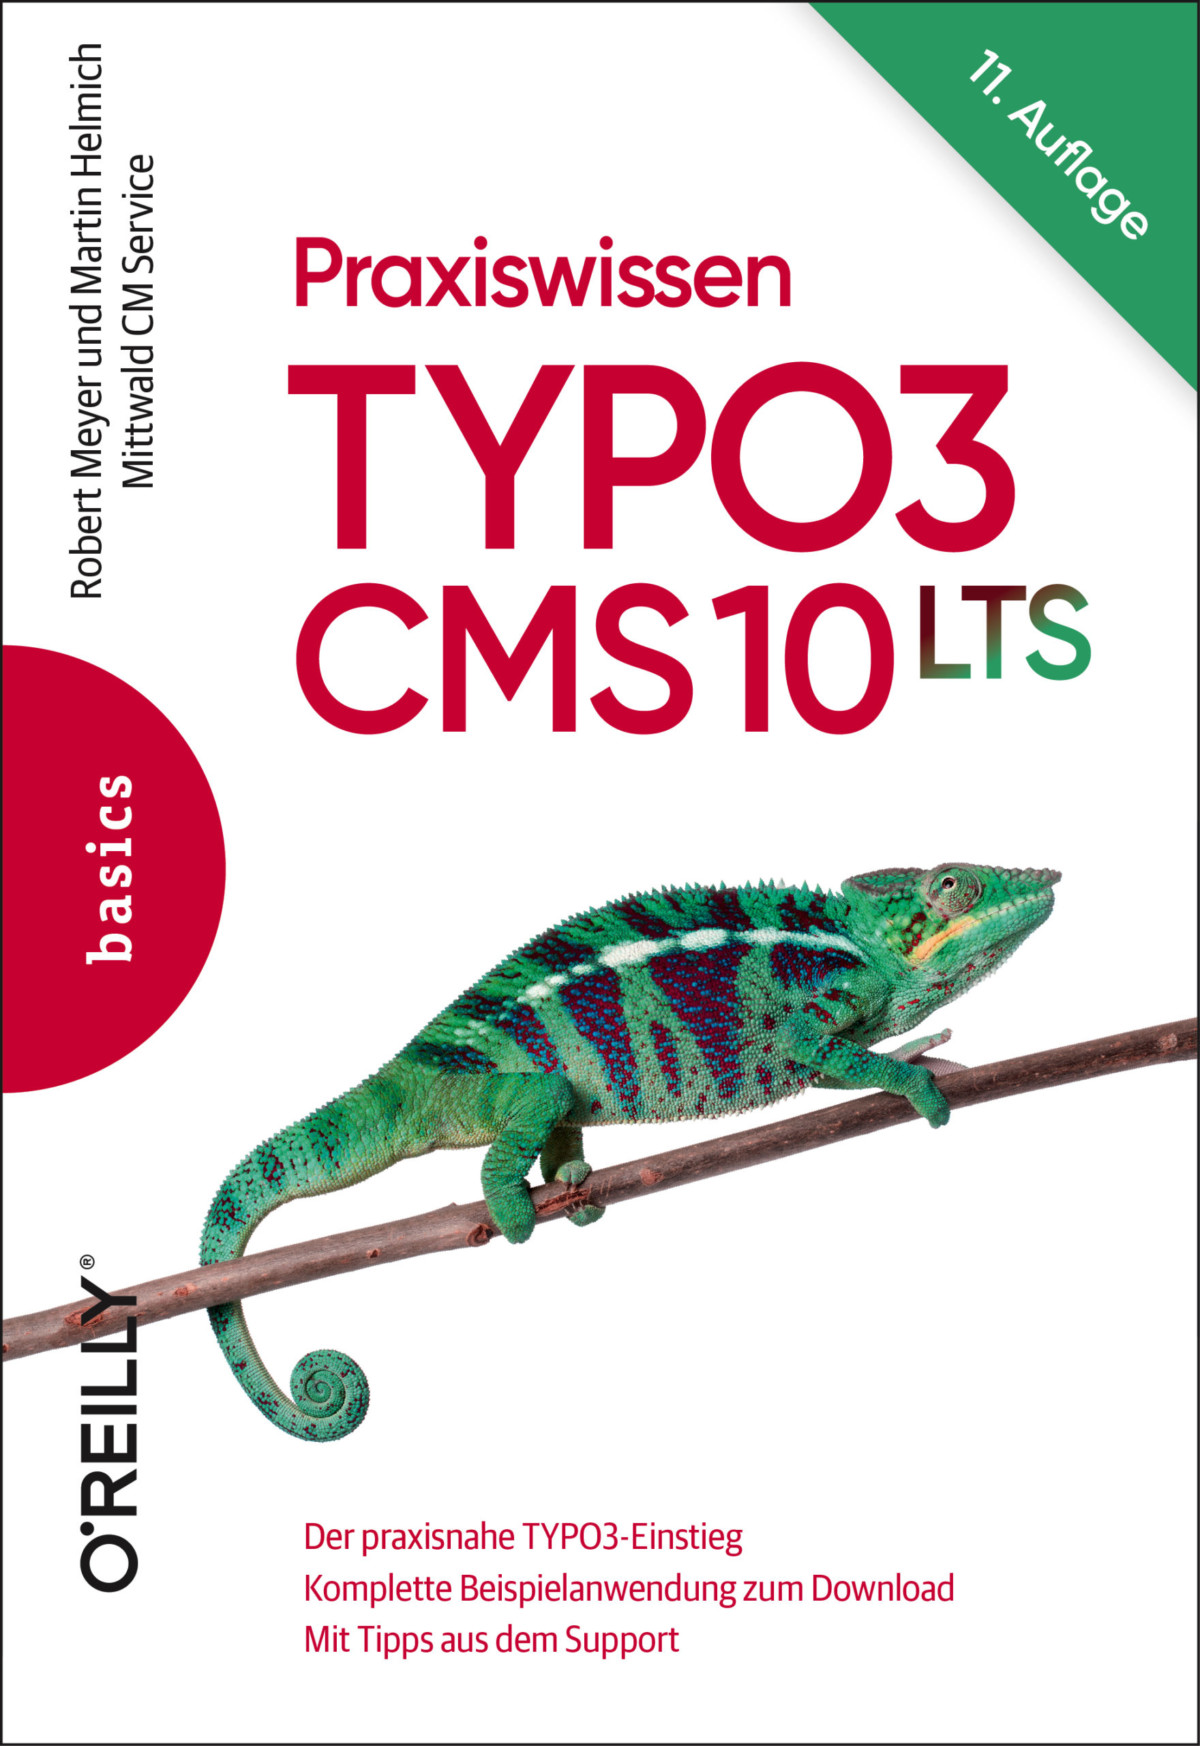 Robert Meyer und Martin Helmich
Mittwald CM Service
11. Auflage
Praxiswissen
TYPO3
CMS 10 LTS
basics
O'REILLY®
Der praxisnahe TYPO3-Einstieg
Komplette Beispielanwendung zum Download
Mit Tipps aus dem Support